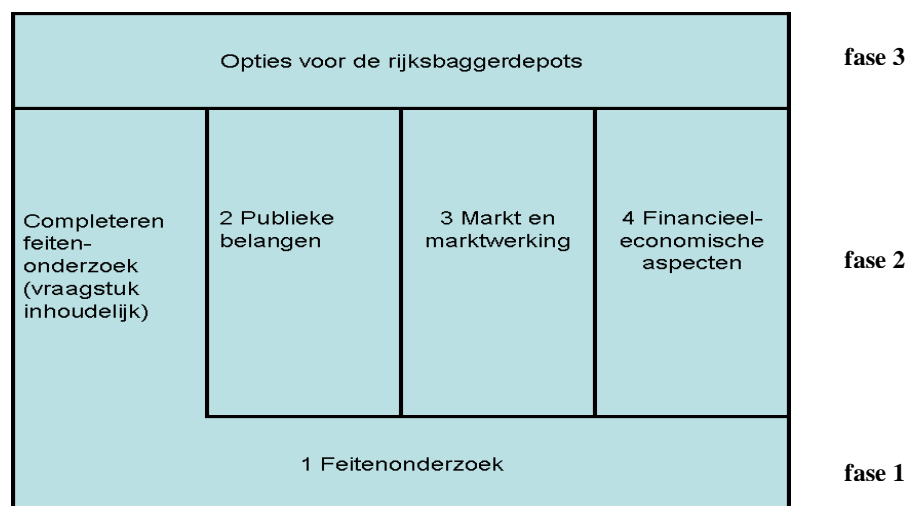 Opties voor de rijksbaggerdepots
fase 3
Completeren
feiten-
onderzoek
(vraagstuk
inhoudelijk)
2 Publieke
belangen
3 Markt en
marktwerking
4 Financieel-
economische
aspecten
fase 2
1 Feitenonderzoek
fase 1